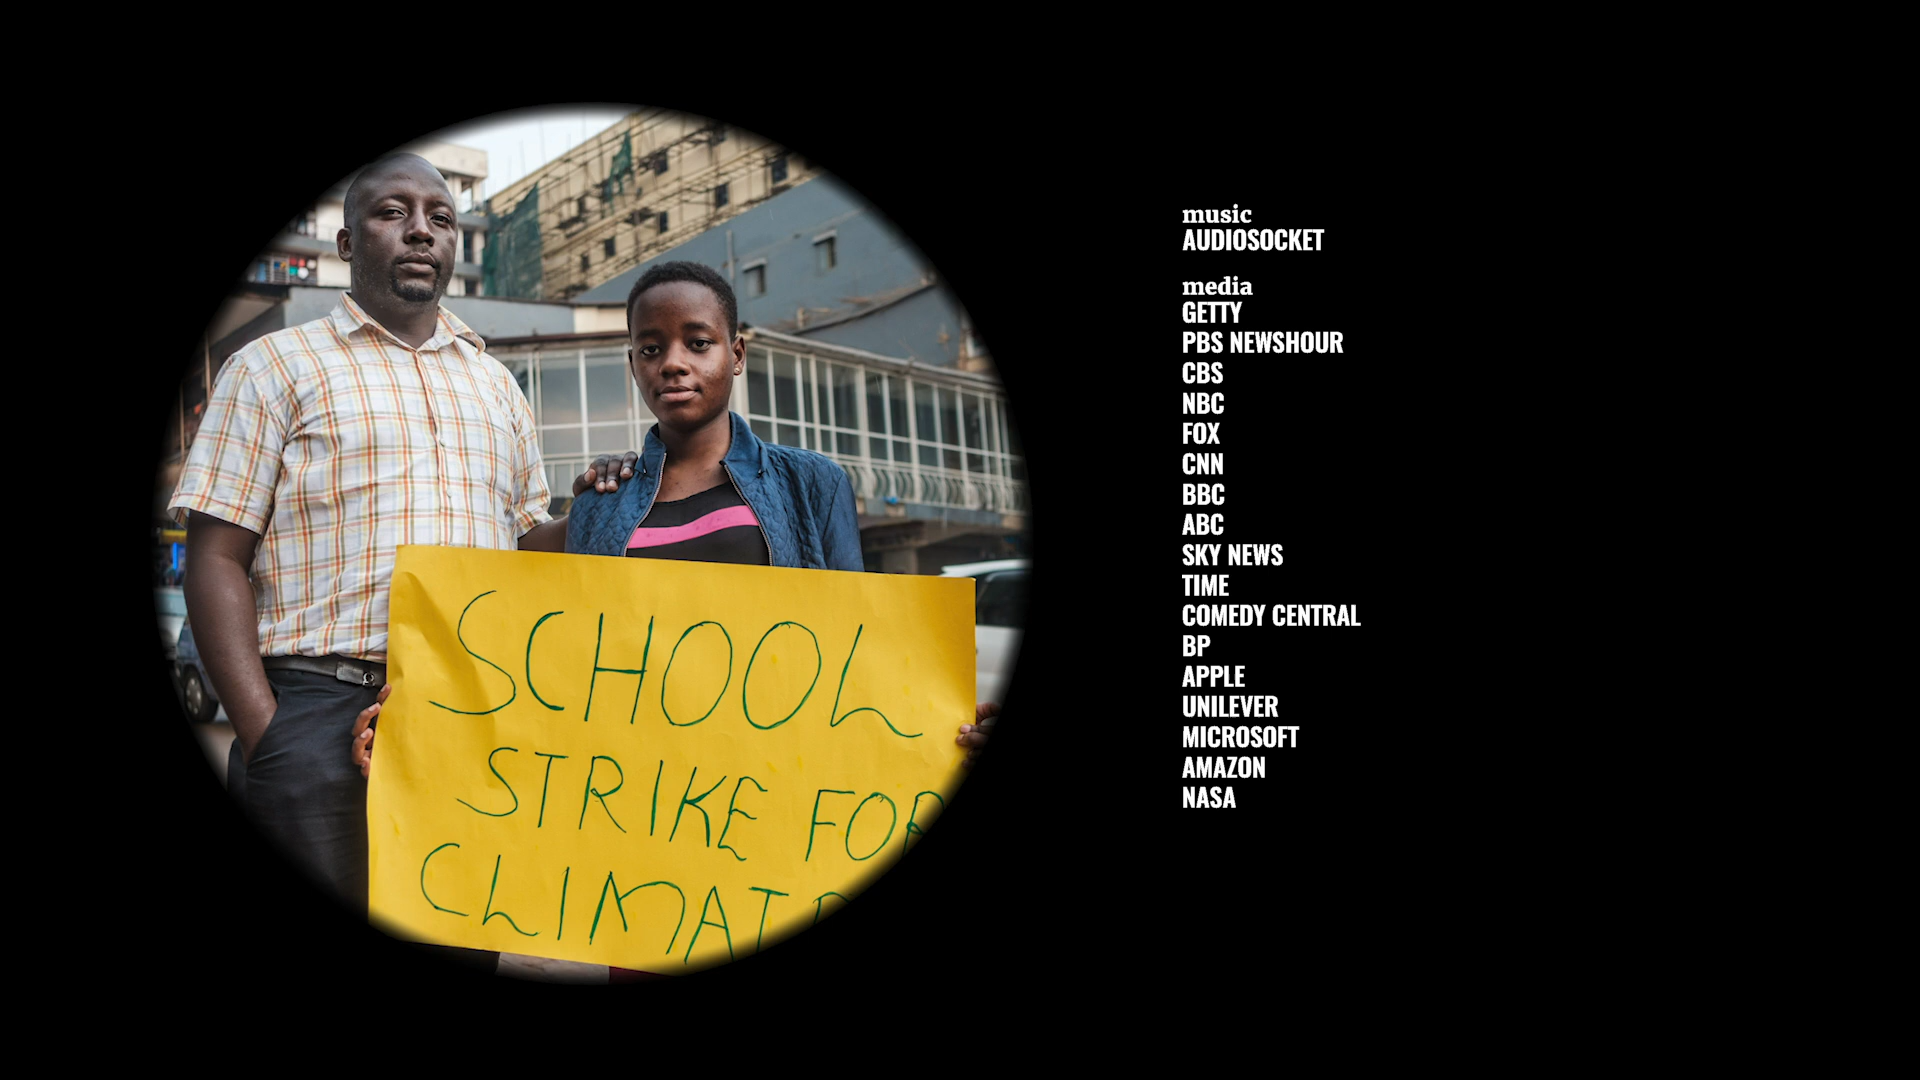 SCHOOL
STRIKE FOR
CLIMAT
music
AUDIOSOCKET
media
GETTY
PBS NEWSHOUR
CBS
NBC
FOX
CNN
BBC
ABC
SKY NEWS
TIME
COMEDY CENTRAL
BP
APPLE
UNILEVER
MICROSOFT
AMAZON
NASA